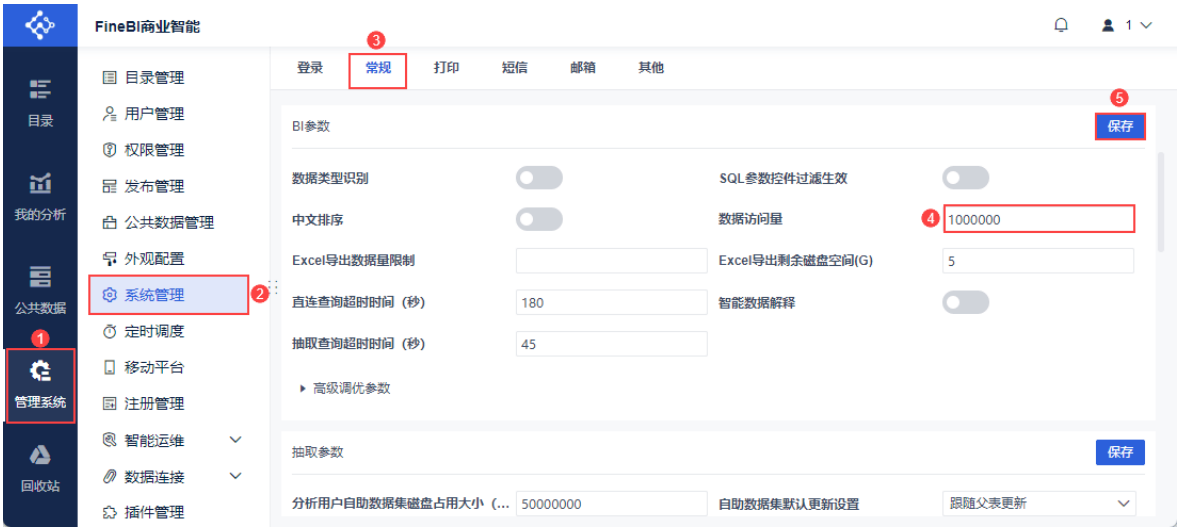 FineBI商业智能
1
目录
我的分析
公共数据
1
管理系统
回收站
目录管理
用户管理
权限管理
发布管理
公共数据管理
外观配置
系统管理
2
定时调度
移动平台
注册管理
智能运维
数据连接
插件管理
3
登录 常规 打印 短信 邮箱 其他
5
BI参数 保存
数据类型识别 SQL参数控件过滤生效
中文排序 数据访问量 4 1000000
Excel导出数据量限制 Excel导出剩余磁盘空间(G) 5
直连查询超时时间（秒） 180 智能数据解释
抽取查询超时时间（秒） 45
高级调优参数
抽取参数 保存
分析用户自助数据集磁盘占用大小（... 50000000 自助数据集默认更新设置 跟随父表更新